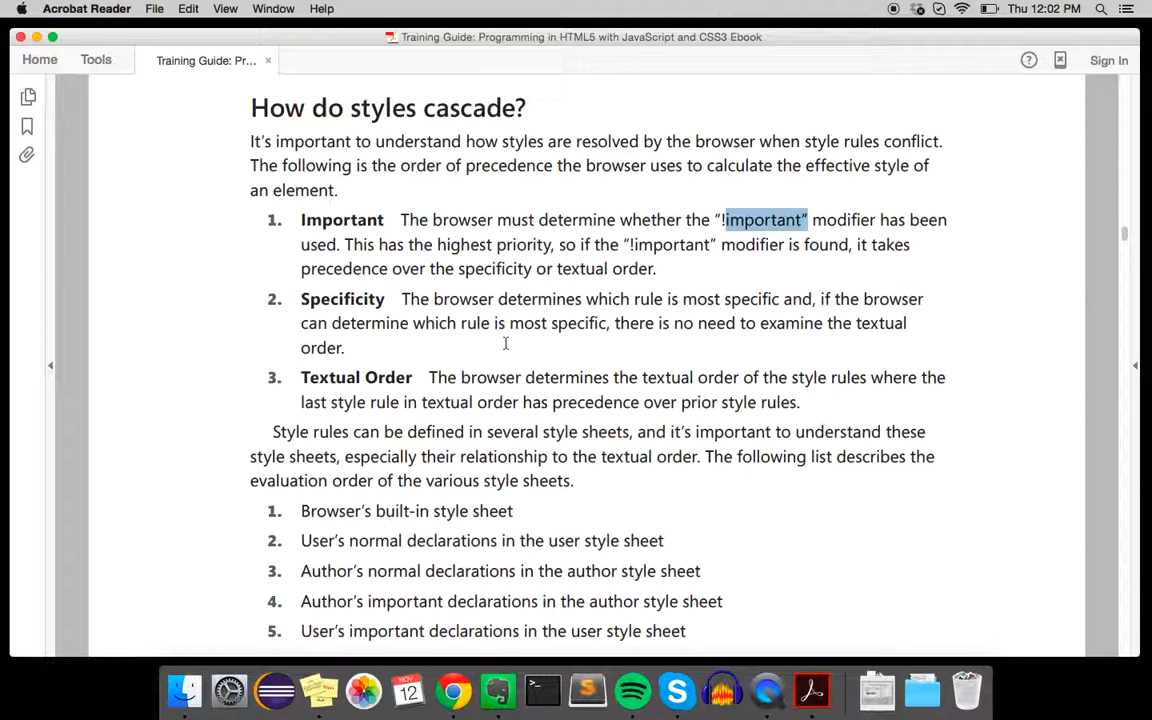 Acrobat Reader File Edit View Window Help Thu 12:02 PM
Training Guide: Programming in HTML5 with JavaScript and CSS3 Ebook
Home Tools Training Guide: Pr... × ? Sign In
How do styles cascade?
It’s important to understand how styles are resolved by the browser when style rules conflict.
The following is the order of precedence the browser uses to calculate the effective style of
an element.
1. Important The browser must determine whether the “!important” modifier has been
used. This has the highest priority, so if the “!important” modifier is found, it takes
precedence over the specificity or textual order.
2. Specificity The browser determines which rule is most specific and, if the browser
can determine which rule is most specific, there is no need to examine the textual
order.
3. Textual Order The browser determines the textual order of the style rules where the
last style rule in textual order has precedence over prior style rules.
Style rules can be defined in several style sheets, and it’s important to understand these
style sheets, especially their relationship to the textual order. The following list describes the
evaluation order of the various style sheets.
1. Browser’s built-in style sheet
2. User’s normal declarations in the user style sheet
3. Author’s normal declarations in the author style sheet
4. Author’s important declarations in the author style sheet
5. User’s important declarations in the user style sheet
NOV
12